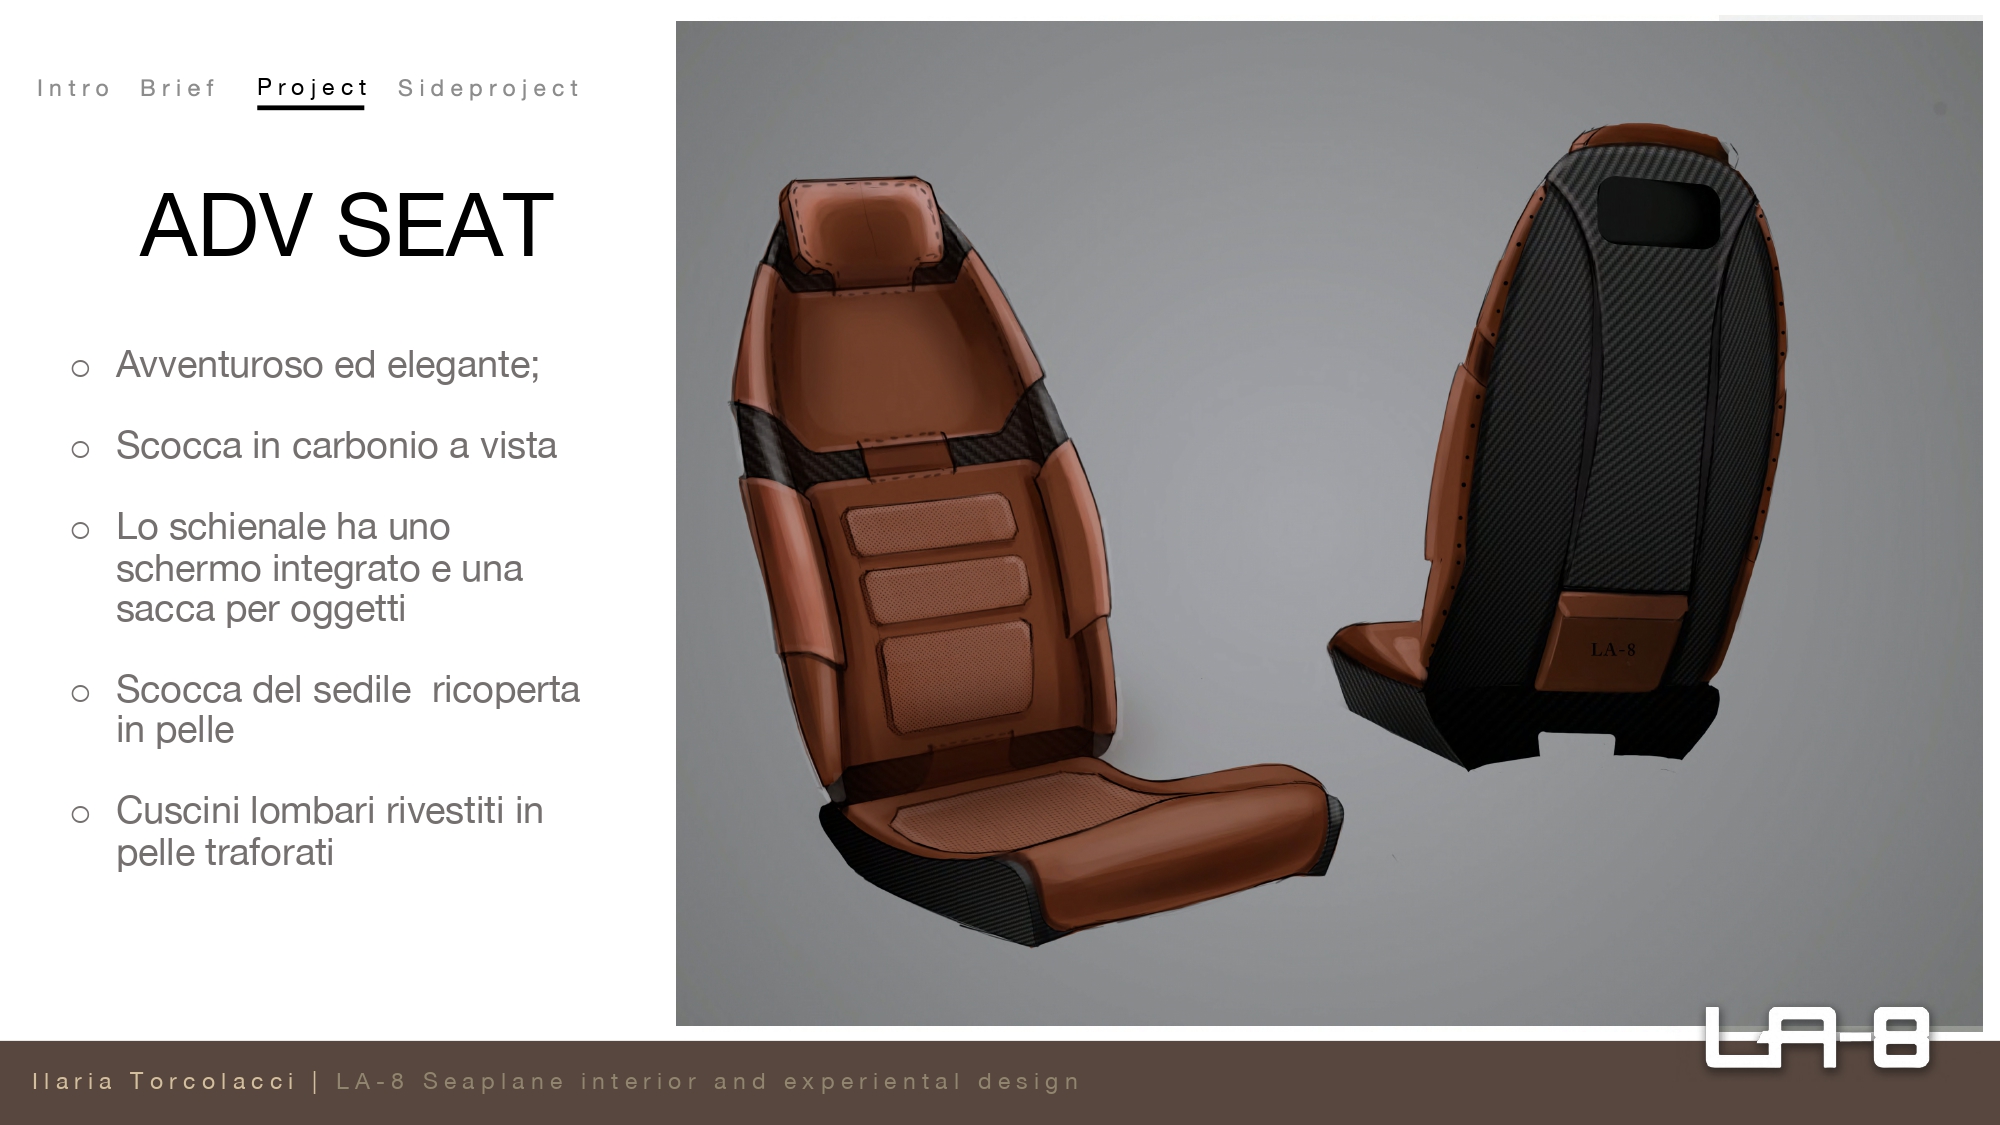 Intro Brief Project Sideproject
ADV SEAT
Avventuroso ed elegante;
Scocca in carbonio a vista
Lo schienale ha uno
schermo integrato e una
sacca per oggetti
Scocca del sedile  ricoperta
in pelle
Cuscini lombari rivestiti in
pelle traforati
LA-8
LA-8
Ilaria Torcolacci | LA-8 Seaplane interior and experiental design